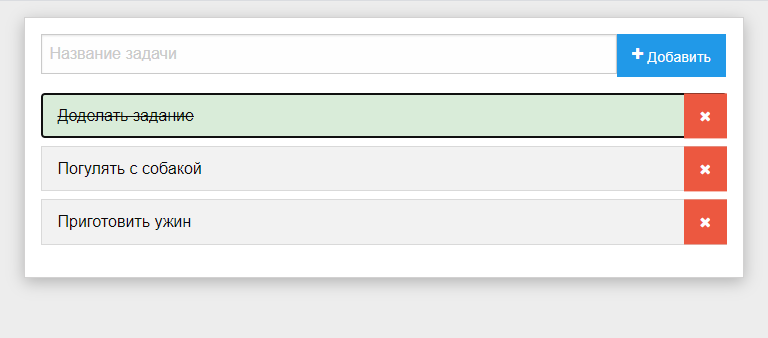 Название задачи
Добавить
Доделать задание
Погулять с собакой
Приготовить ужин